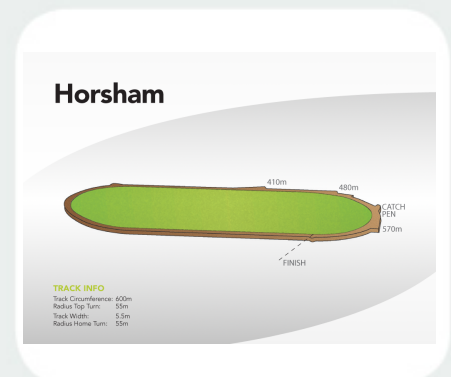 Horsham
410m
480m
CATCH
PEN
570m
FINISH
TRACK INFO
Track Circumference: 600m
Radius Top Turn: 55m
Track Width: 5.5m
Radius Home Turn: 55m